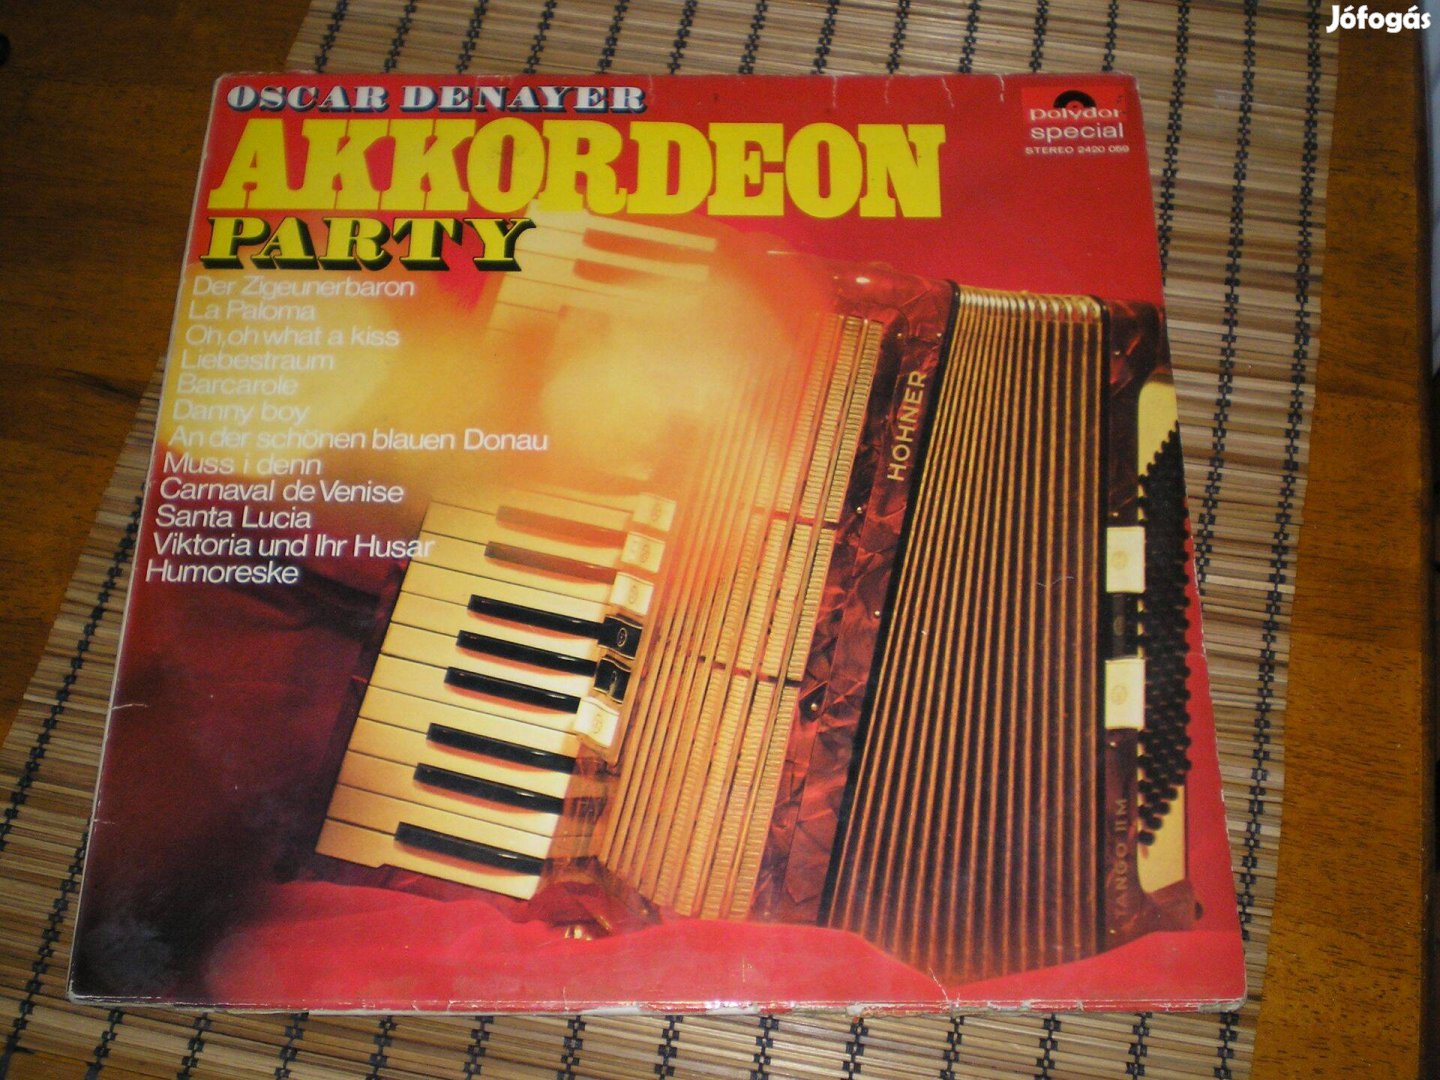 Jófogás
OSCAR DENAYER
AKKORDEON
PARTY
polydor
special
STEREO 2420 059
Der Zigeunerbaron
La Paloma
Oh, oh what a kiss
Liebestraum
Barcarole
Danny boy
An der schönen blauen Donau
Muss i denn
Carnaval de Venise
Santa Lucia
Viktoria und Ihr Husar
Humoreske
HOHNER
TANGO II M